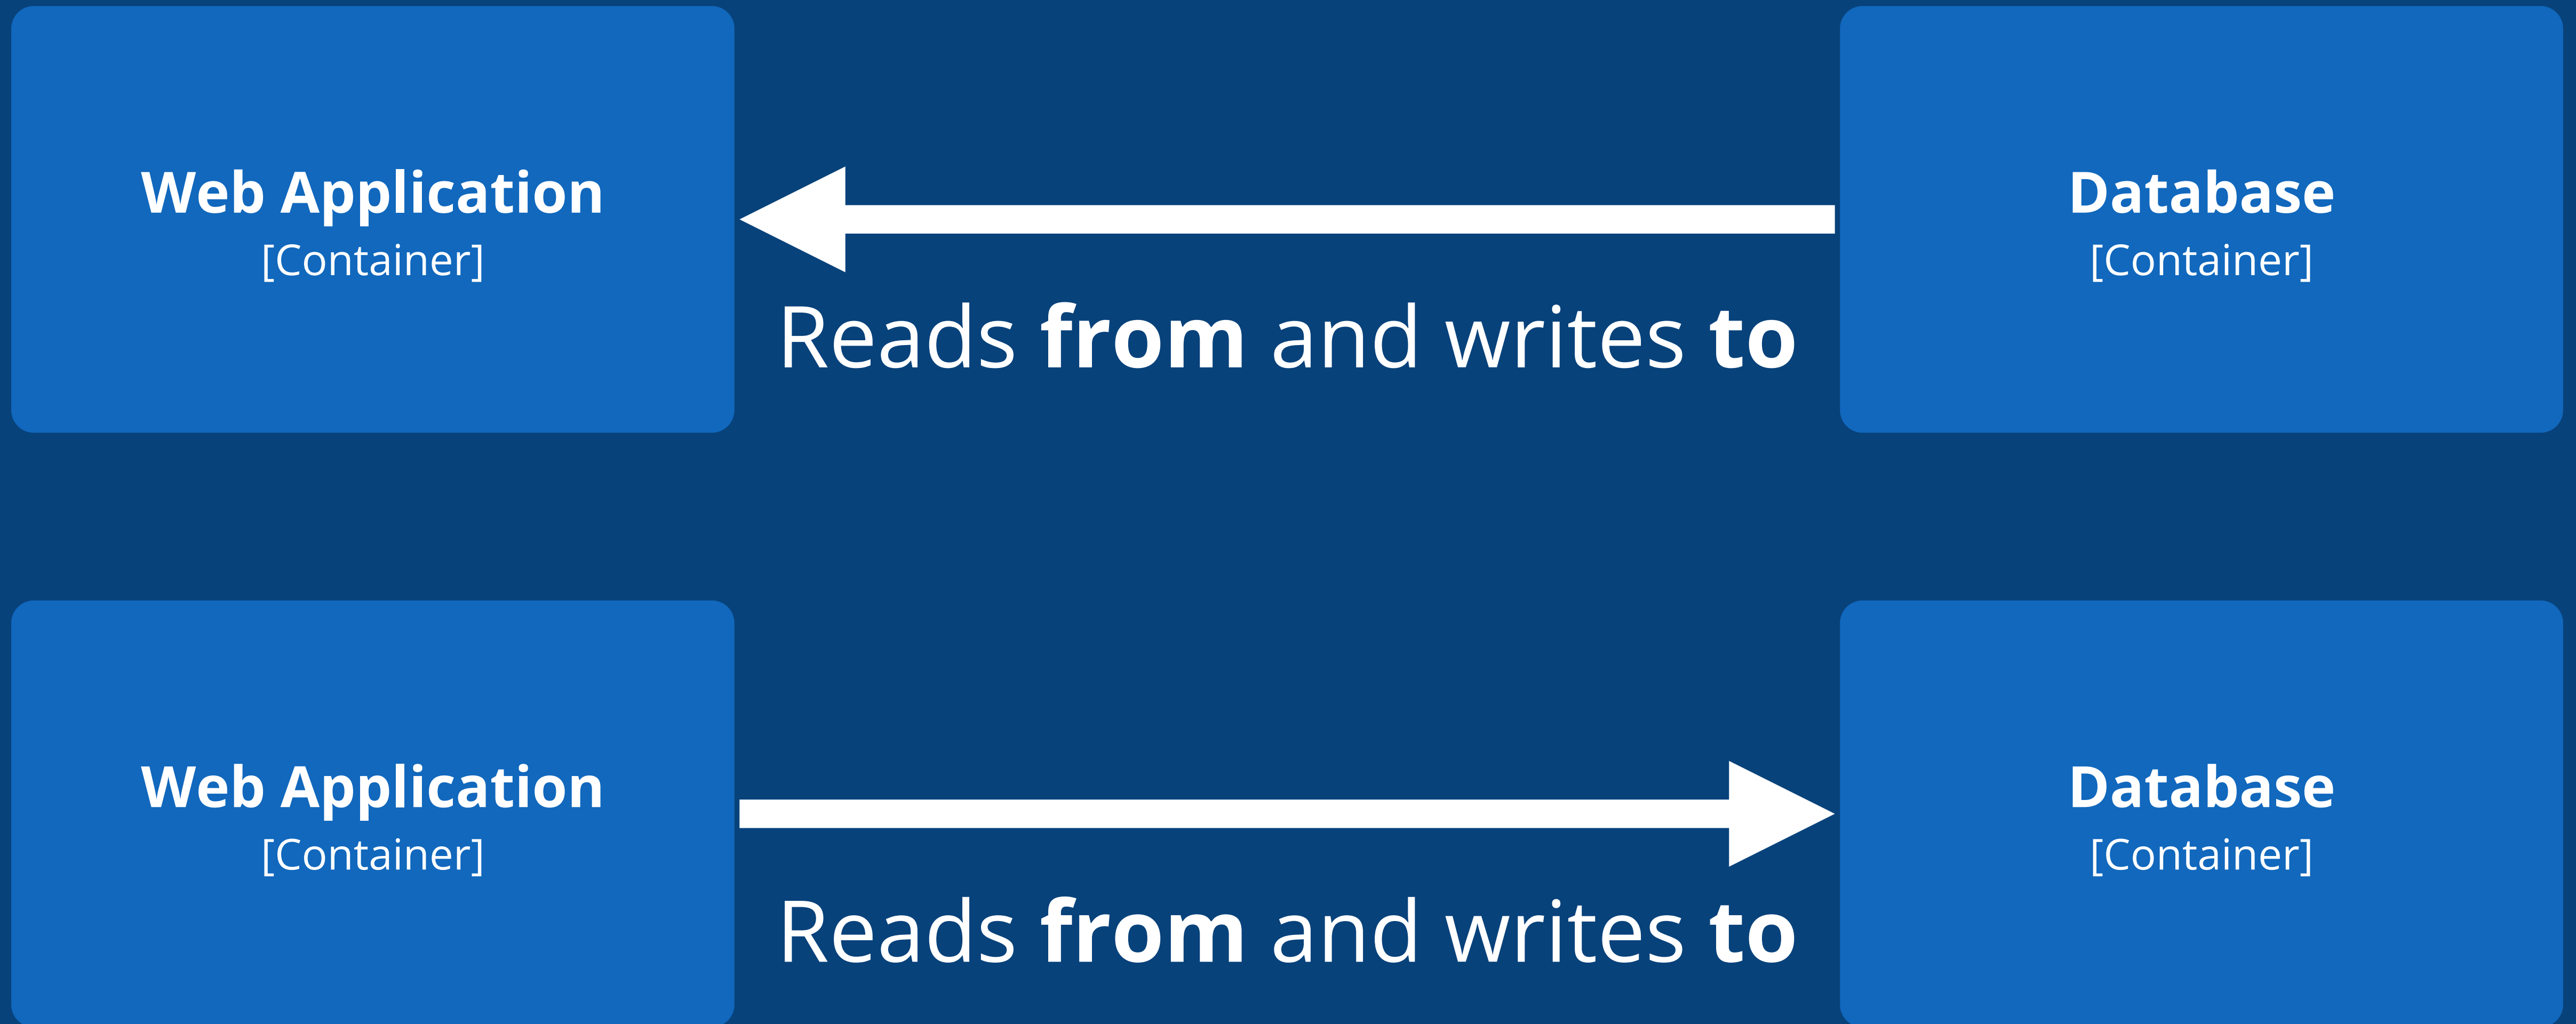 Web Application
[Container]
Reads from and writes to
Database
[Container]
Web Application
[Container]
Reads from and writes to
Database
[Container]